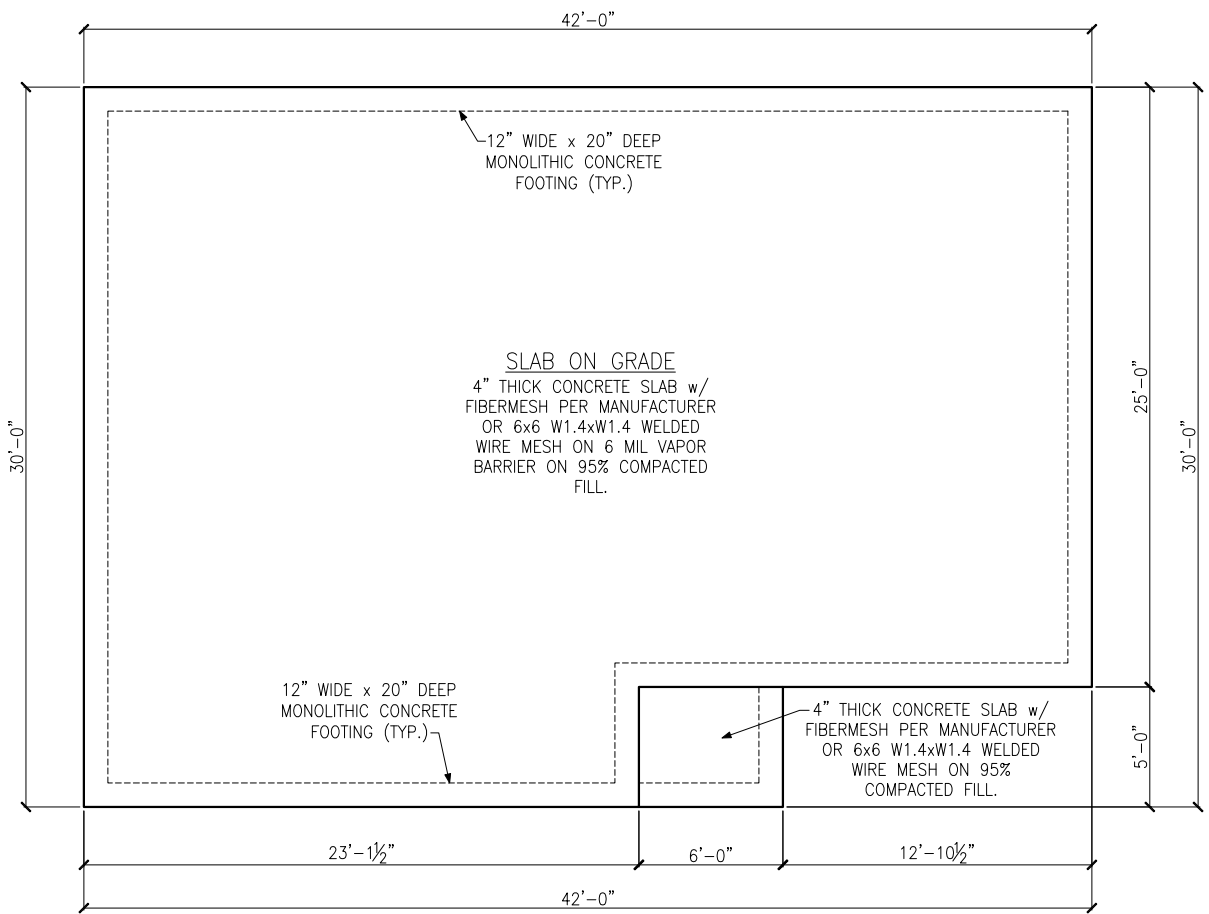 42'-0"
12" WIDE x 20" DEEP
MONOLITHIC CONCRETE
FOOTING (TYP.)
SLAB ON GRADE
4" THICK CONCRETE SLAB w/
FIBERMESH PER MANUFACTURER
OR 6x6 W1.4xW1.4 WELDED
WIRE MESH ON 6 MIL VAPOR
BARRIER ON 95% COMPACTED
FILL.
30'-0"
25'-0"
30'-0"
12" WIDE x 20" DEEP
MONOLITHIC CONCRETE
FOOTING (TYP.)
4" THICK CONCRETE SLAB w/
FIBERMESH PER MANUFACTURER
OR 6x6 W1.4xW1.4 WELDED
WIRE MESH ON 95%
COMPACTED FILL.
5'-0"
23'-1½"
6'-0"
12'-10½"
42'-0"